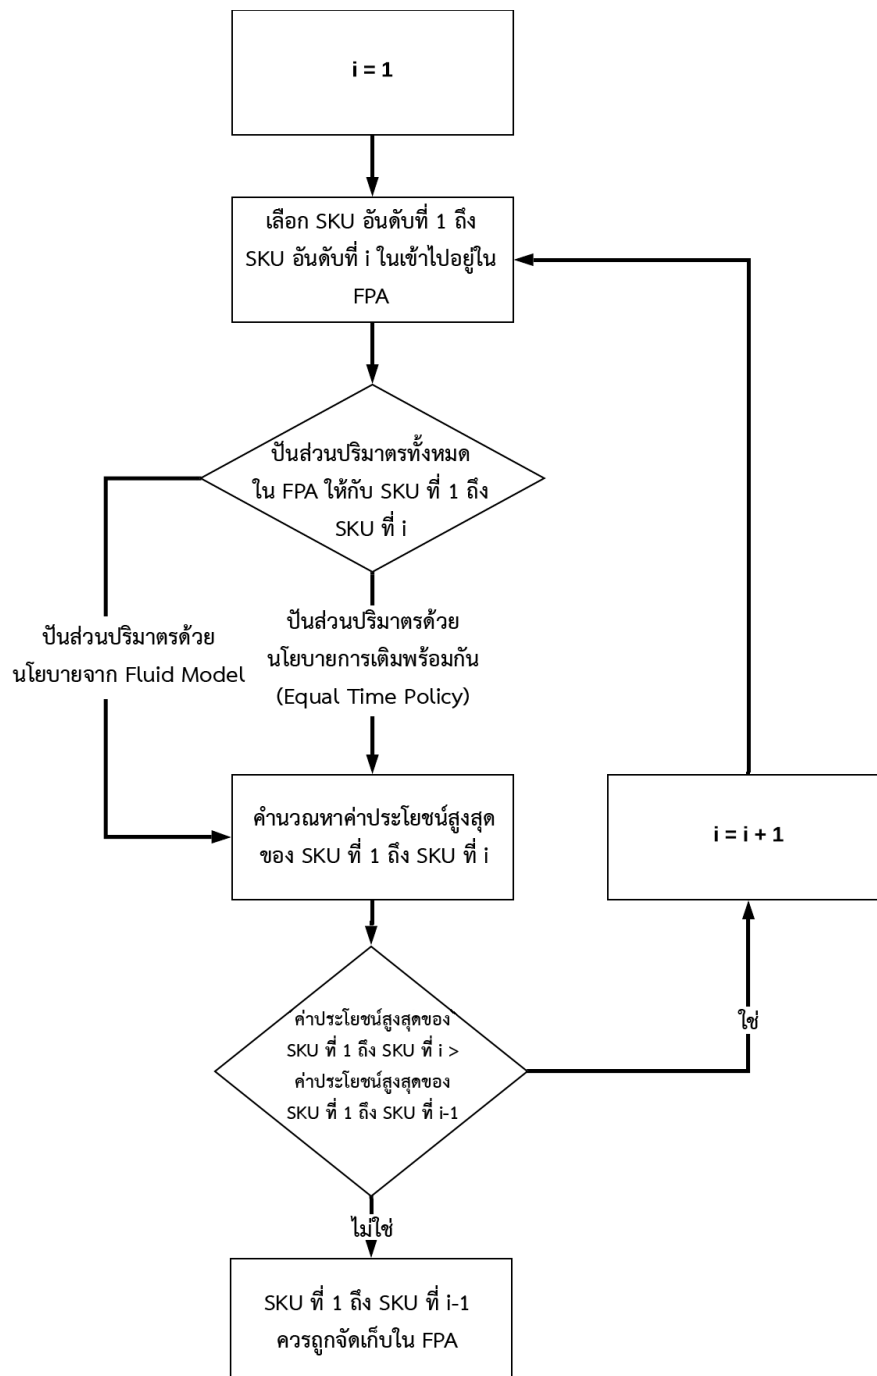 i = 1
เลือก SKU อันดับที่ 1 ถึง
SKU อันดับที่ i ในเข้าไปอยู่ใน
FPA
ปันส่วนปริมาตรทั้งหมด
ใน FPA ให้กับ SKU ที่ 1 ถึง
SKU ที่ i
ปันส่วนปริมาตรด้วย
นโยบายจาก Fluid Model
ปันส่วนปริมาตรด้วย
นโยบายการเติมพร้อมกัน
(Equal Time Policy)
คำนวณหาค่าประโยชน์สูงสุด
ของ SKU ที่ 1 ถึง SKU ที่ i
i = i + 1
ค่าประโยชน์สูงสุดของ
SKU ที่ 1 ถึง SKU ที่ i >
ค่าประโยชน์สูงสุดของ
SKU ที่ 1 ถึง SKU ที่ i-1
ใช่
ไม่ใช่
SKU ที่ 1 ถึง SKU ที่ i-1
ควรถูกจัดเก็บใน FPA